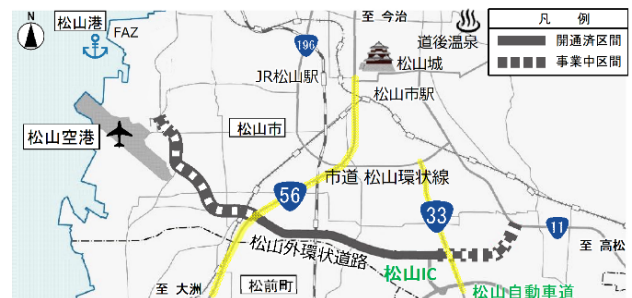 至 今治
凡 例
開通済区間
事業中区間
N
松山港
FAZ
196
道後温泉
松山城
JR松山駅
松山市駅
松山空港
松山市
市道 松山環状線
56
33
11
至 高松
松山外環状道路
松山IC
至 大洲
松前町
松山自動車道